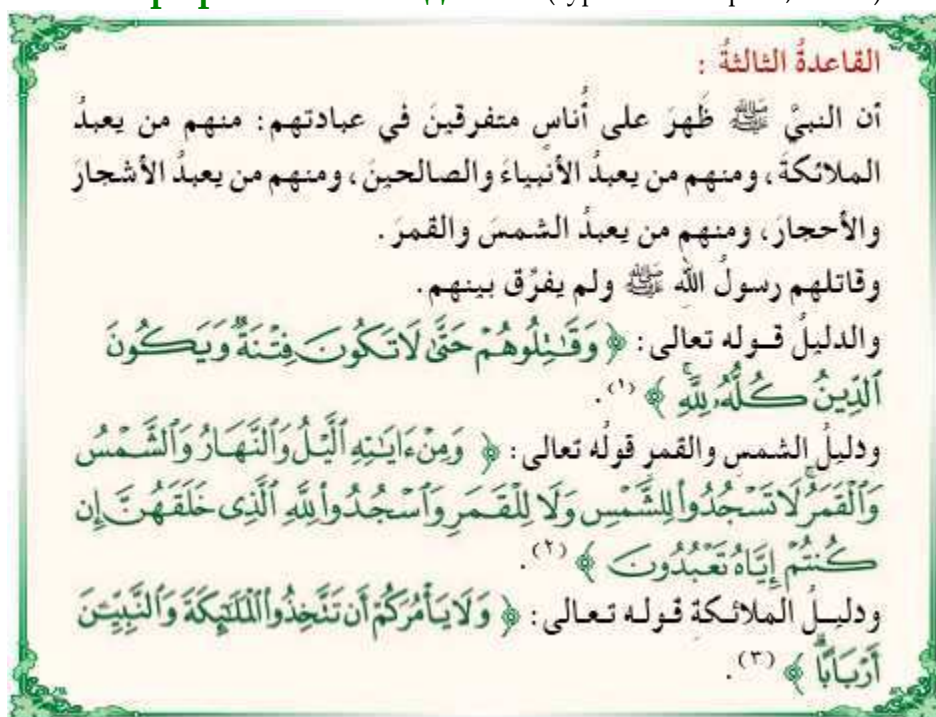 القاعدةُ الثالثةُ :
أن النبيَّ ﷺ ظَهرَ على أُناسٍ متفرقينَ في عبادتهم: منهم من يعبدُ
الملائكةَ، ومنهم من يعبدُ الأنبياءَ والصالحينَ، ومنهم من يعبدُ الأشجارَ
والأحجارَ، ومنهم من يعبدُ الشمسَ والقمرَ.
وقاتلهم رسولُ الله ﷺ ولم يفرِّق بينهم.
والدليلُ قوله تعالى: ﴿ وَقَٰتِلُوهُمۡ حَتَّىٰ لَا تَكُونَ فِتۡنَةٞ وَيَكُونَ
ٱلدِّينُ كُلُّهُۥ لِلَّهِۚ ﴾ (١).
ودليلُ الشمسِ والقمرِ قولُه تعالى: ﴿ وَمِنۡ ءَايَٰتِهِ ٱلَّيۡلُ وَٱلنَّهَارُ وَٱلشَّمۡسُ
وَٱلۡقَمَرُۚ لَا تَسۡجُدُواْ لِلشَّمۡسِ وَلَا لِلۡقَمَرِ وَٱسۡجُدُواْ لِلَّهِ ٱلَّذِي خَلَقَهُنَّ إِن
كُنتُمۡ إِيَّاهُ تَعۡبُدُونَ ﴾ (٢).
ودليلُ الملائكةِ قوله تعالى: ﴿ وَلَا يَأۡمُرَكُمۡ أَن تَتَّخِذُواْ ٱلۡمَلَٰٓئِكَةَ وَٱلنَّبِيِّـۧنَ
أَرۡبَابًاۗ ﴾ (٣).